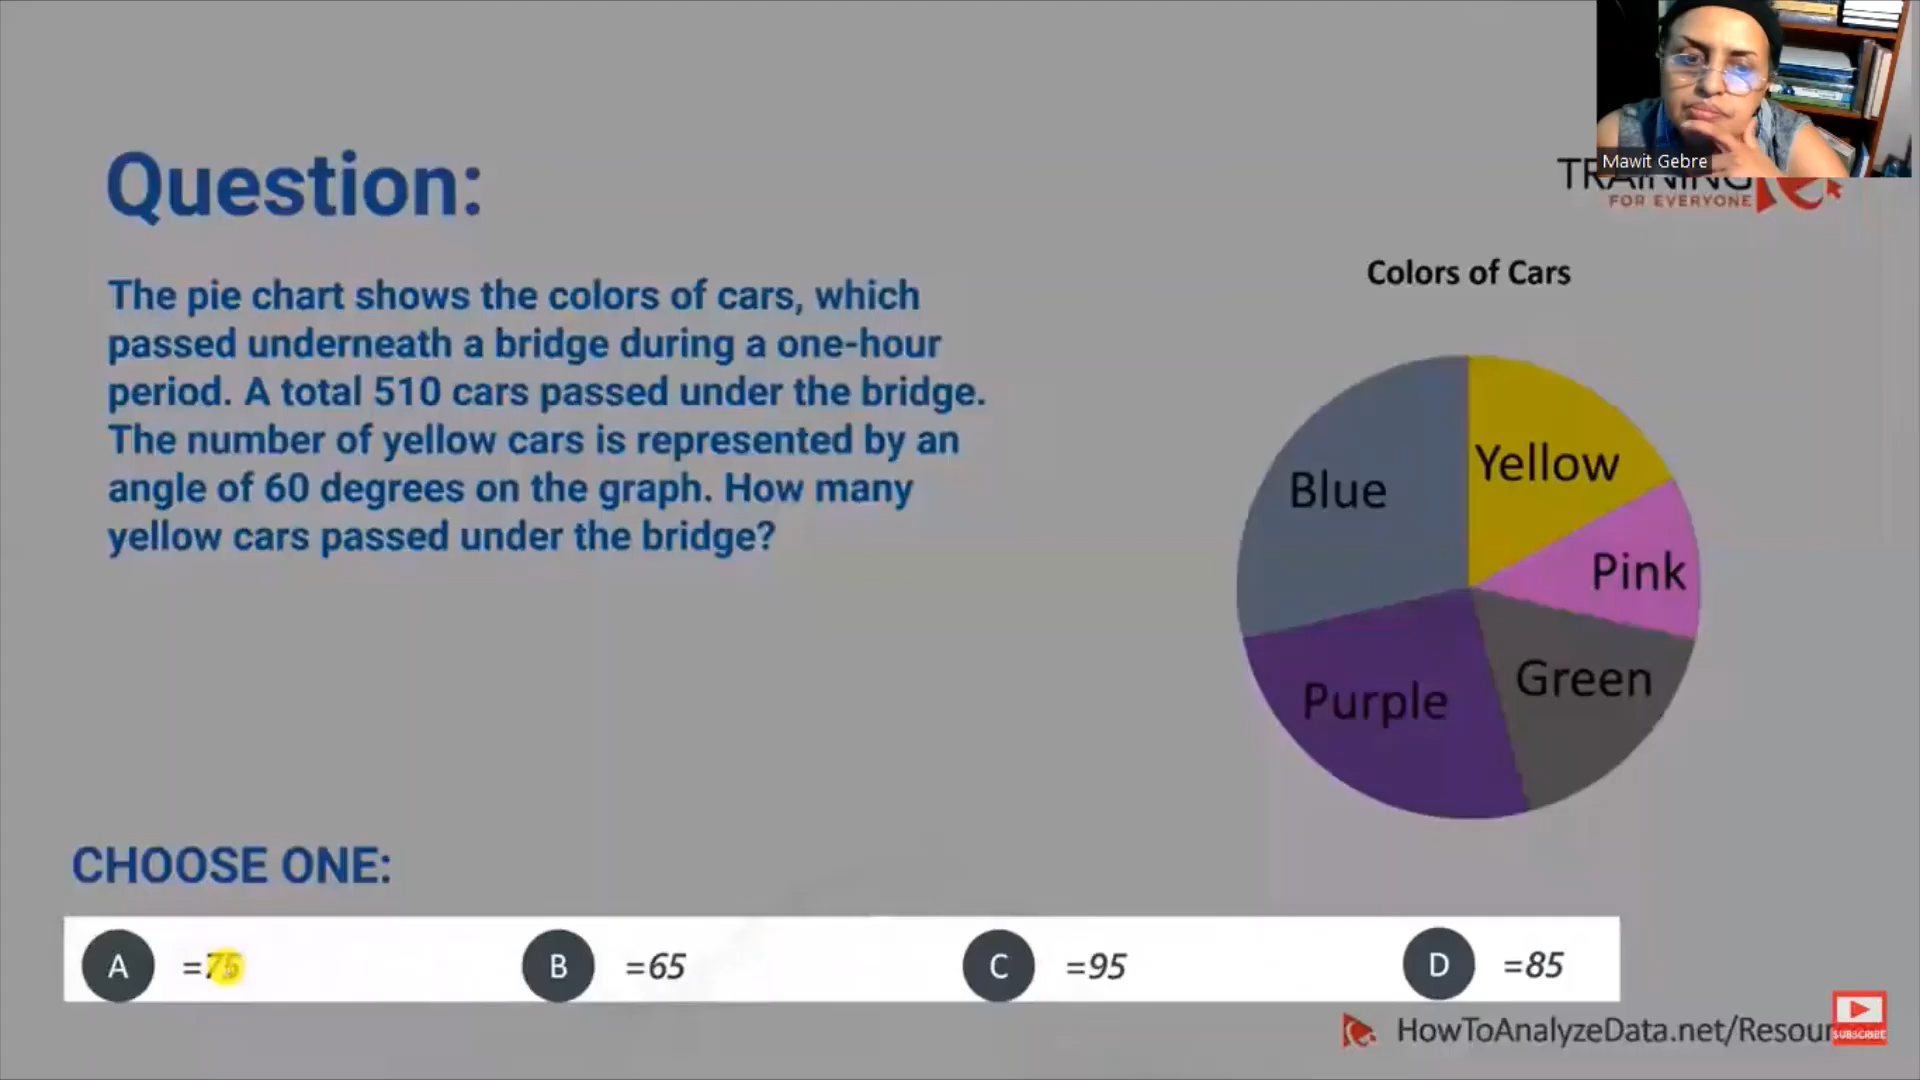 Mawit Gebre
TRAINING
FOR EVERYONE
Question:
The pie chart shows the colors of cars, which
passed underneath a bridge during a one-hour
period. A total 510 cars passed under the bridge.
The number of yellow cars is represented by an
angle of 60 degrees on the graph. How many
yellow cars passed under the bridge?
Colors of Cars
Blue
Yellow
Pink
Green
Purple
CHOOSE ONE:
A =75
B =65
C =95
D =85
HowToAnalyzeData.net/Resour
SUBSCRIBE